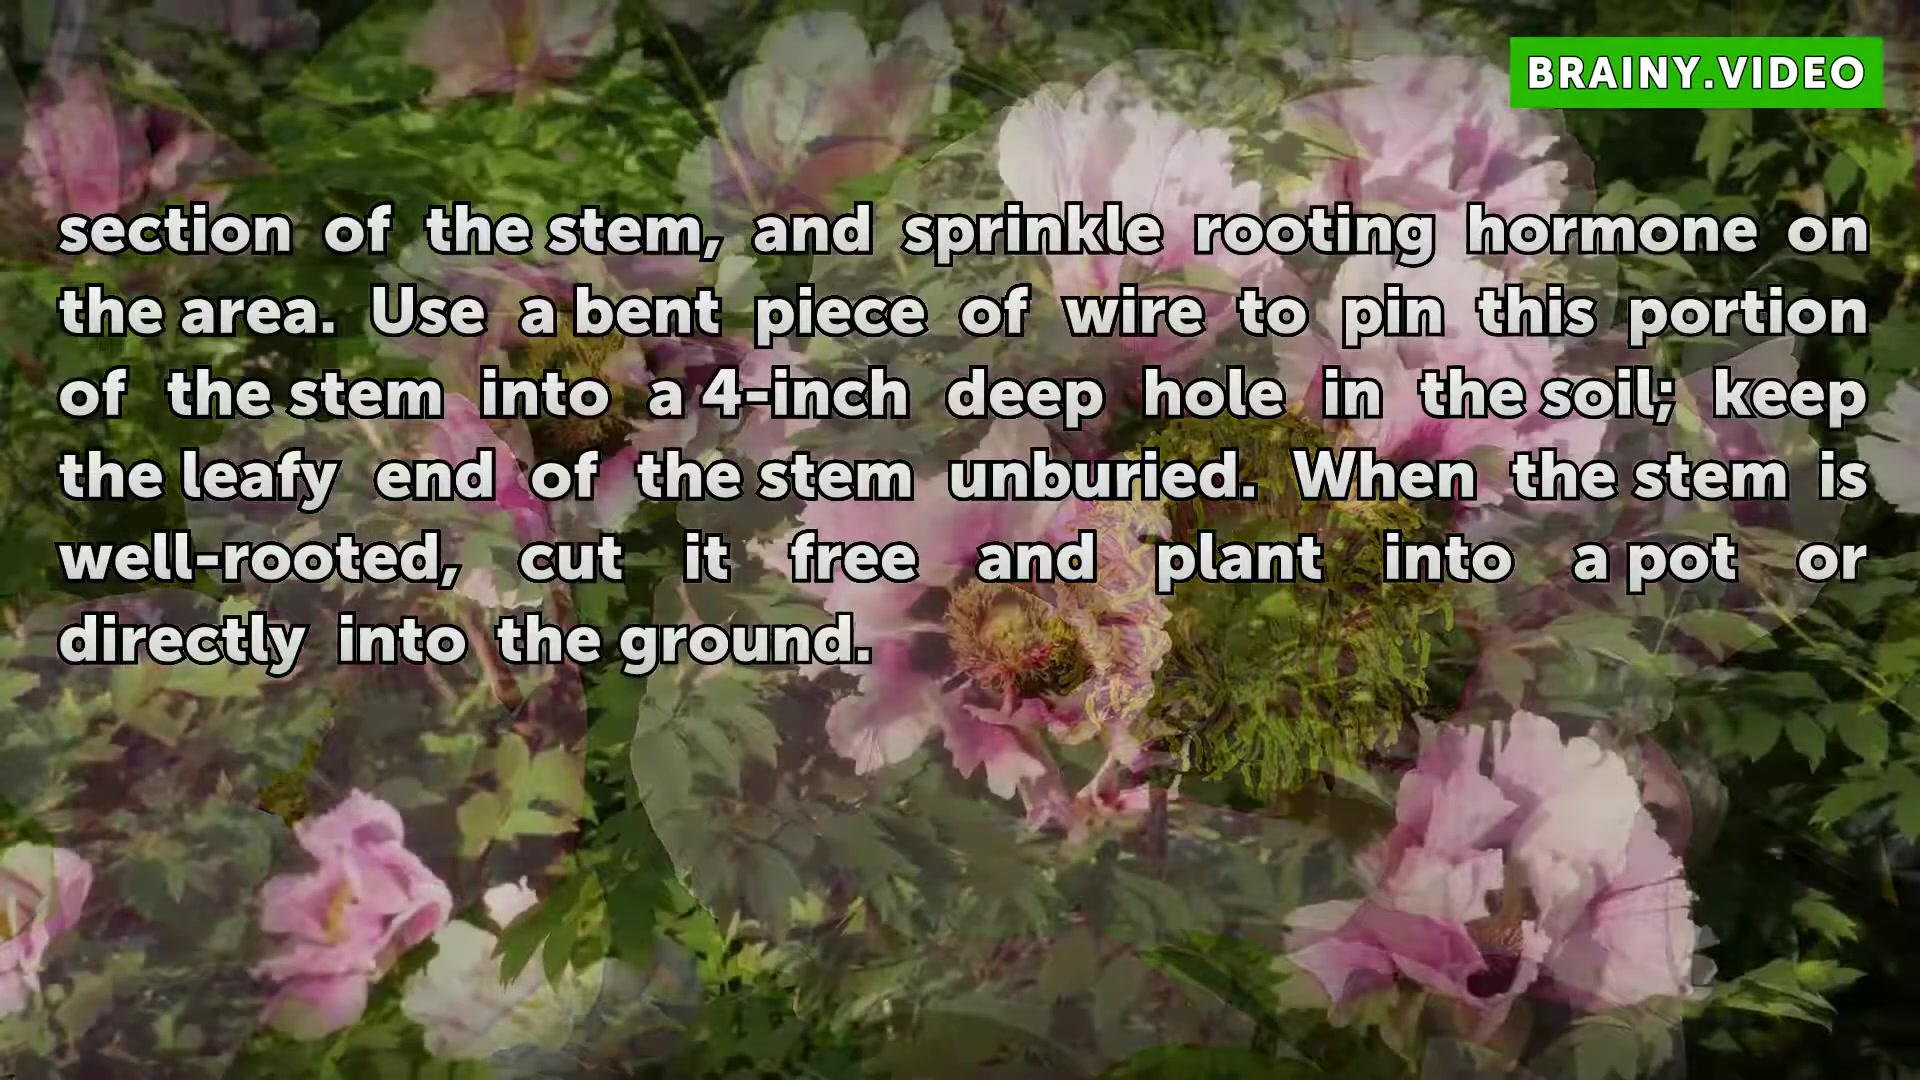 BRAINY.VIDEO
section of the stem, and sprinkle rooting hormone on
the area. Use a bent piece of wire to pin this portion
of the stem into a 4-inch deep hole in the soil; keep
the leafy end of the stem unburied. When the stem is
well-rooted, cut it free and plant into a pot or
directly into the ground.